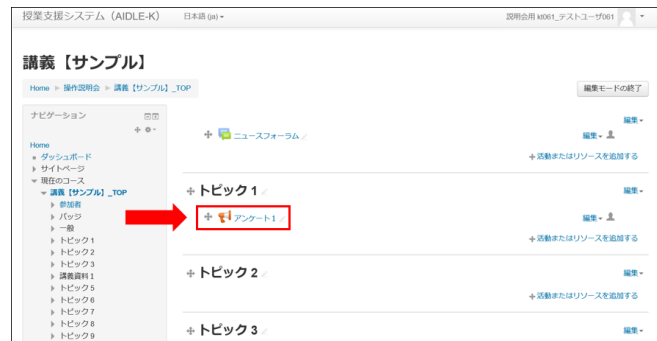 授業支援システム（AIDLE-K） 日本語 (ja) 説明会用 kt061_テストユーザ061
講義【サンプル】
Home 操作説明会 講義【サンプル】_TOP 編集モードの終了
ナビゲーション
Home
ダッシュボード
サイトページ
現在のコース
講義【サンプル】_TOP
参加者
バッジ
一般
トピック 1
トピック 2
トピック 3
講義資料 1
トピック 5
トピック 6
トピック 7
トピック 8
トピック 9
編集
ニュースフォーラム 編集
活動またはリソースを追加する
トピック 1 編集
アンケート1 編集
活動またはリソースを追加する
トピック 2 編集
活動またはリソースを追加する
トピック 3 編集